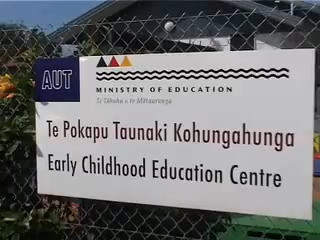 AUT
MINISTRY OF EDUCATION
Te Tāhuhu o te Mātauranga
Te Pokapu Taunaki Kohungahunga
Early Childhood Education Centre